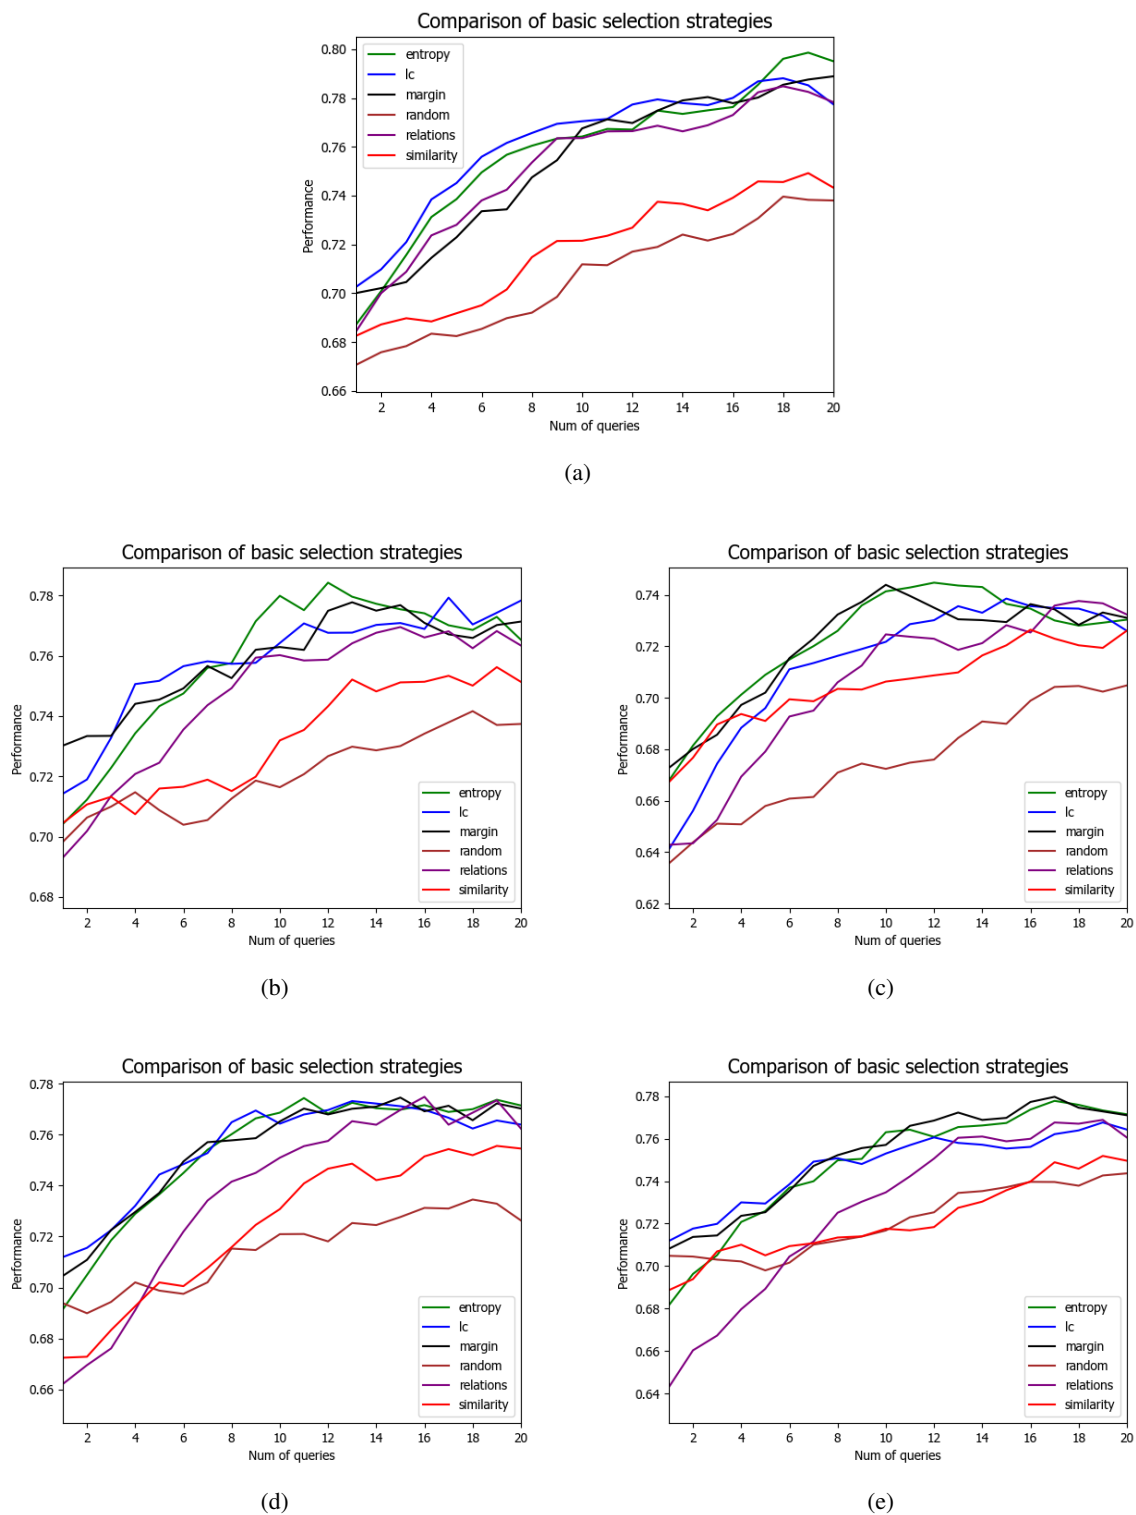 Comparison of basic selection strategies
0.80
0.78
0.76
0.74
0.72
0.70
0.68
0.66
Performance
entropy
lc
margin
random
relations
similarity
2 4 6 8 10 12 14 16 18 20
Num of queries
(a)
Comparison of basic selection strategies
0.78
0.76
0.74
0.72
0.70
0.68
Performance
entropy
lc
margin
random
relations
similarity
2 4 6 8 10 12 14 16 18 20
Num of queries
(b)
Comparison of basic selection strategies
0.74
0.72
0.70
0.68
0.66
0.64
0.62
Performance
entropy
lc
margin
random
relations
similarity
2 4 6 8 10 12 14 16 18 20
Num of queries
(c)
Comparison of basic selection strategies
0.78
0.76
0.74
0.72
0.70
0.68
0.66
Performance
entropy
lc
margin
random
relations
similarity
2 4 6 8 10 12 14 16 18 20
Num of queries
(d)
Comparison of basic selection strategies
0.78
0.76
0.74
0.72
0.70
0.68
0.66
0.64
Performance
entropy
lc
margin
random
relations
similarity
2 4 6 8 10 12 14 16 18 20
Num of queries
(e)